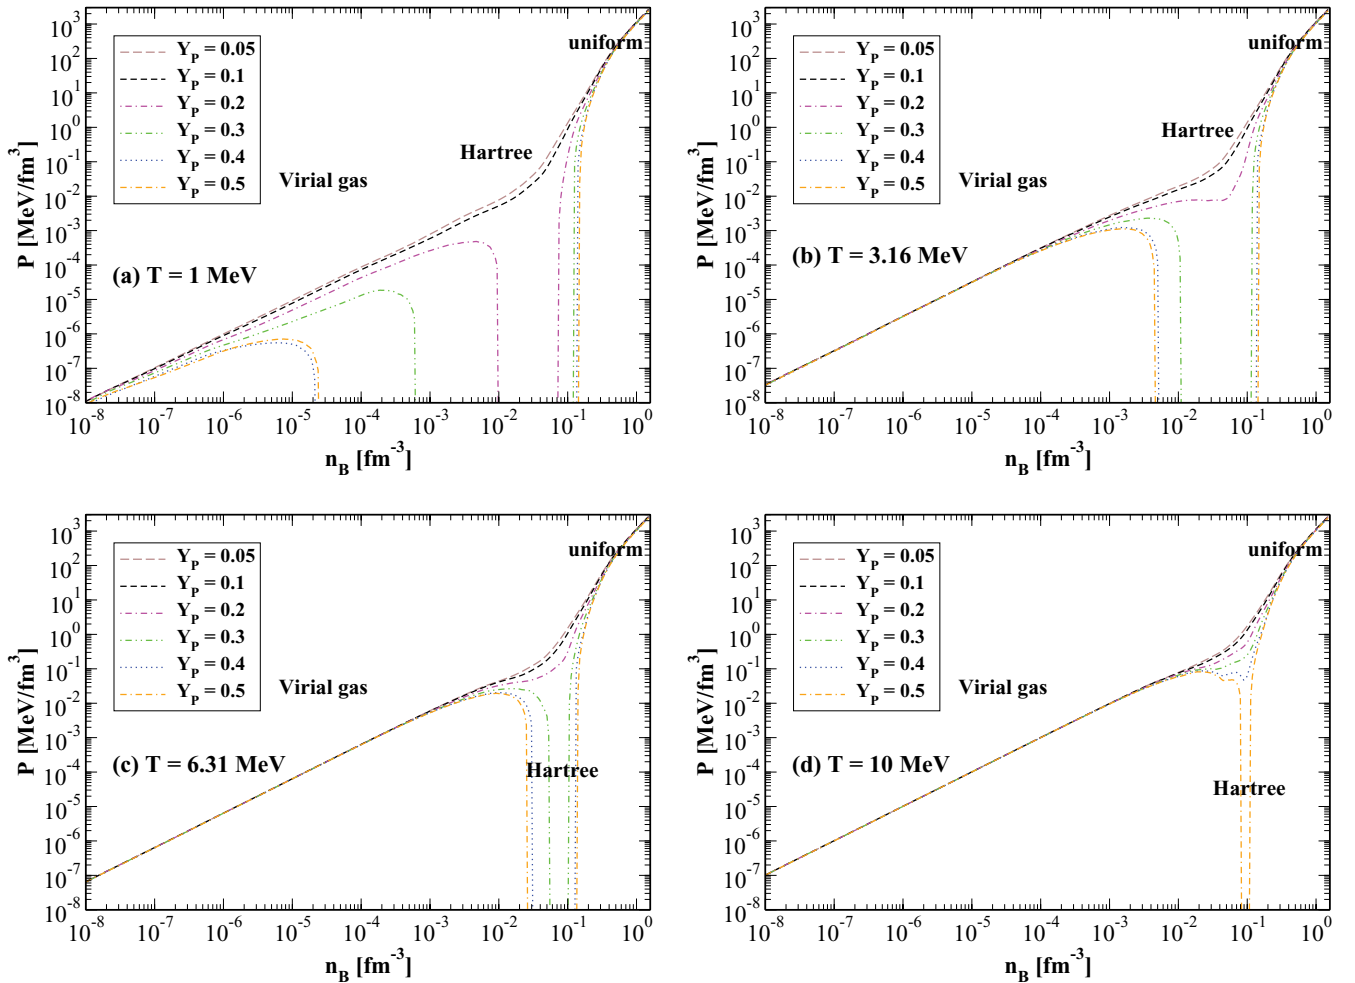 10^3
10^2
10^1
10^0
10^-1
10^-2
10^-3
10^-4
10^-5
10^-6
10^-7
10^-8
P [MeV/fm^3]
Y_P = 0.05
Y_P = 0.1
Y_P = 0.2
Y_P = 0.3
Y_P = 0.4
Y_P = 0.5
uniform
Hartree
Virial gas
(a) T = 1 MeV
10^-8 10^-7 10^-6 10^-5 10^-4 10^-3 10^-2 10^-1 10^0
n_B [fm^-3]
10^3
10^2
10^1
10^0
10^-1
10^-2
10^-3
10^-4
10^-5
10^-6
10^-7
10^-8
P [MeV/fm^3]
Y_P = 0.05
Y_P = 0.1
Y_P = 0.2
Y_P = 0.3
Y_P = 0.4
Y_P = 0.5
uniform
Hartree
Virial gas
(b) T = 3.16 MeV
10^-8 10^-7 10^-6 10^-5 10^-4 10^-3 10^-2 10^-1 10^0
n_B [fm^-3]
10^3
10^2
10^1
10^0
10^-1
10^-2
10^-3
10^-4
10^-5
10^-6
10^-7
10^-8
P [MeV/fm^3]
Y_P = 0.05
Y_P = 0.1
Y_P = 0.2
Y_P = 0.3
Y_P = 0.4
Y_P = 0.5
uniform
Virial gas
(c) T = 6.31 MeV
Hartree
10^-8 10^-7 10^-6 10^-5 10^-4 10^-3 10^-2 10^-1 10^0
n_B [fm^-3]
10^3
10^2
10^1
10^0
10^-1
10^-2
10^-3
10^-4
10^-5
10^-6
10^-7
10^-8
P [MeV/fm^3]
Y_P = 0.05
Y_P = 0.1
Y_P = 0.2
Y_P = 0.3
Y_P = 0.4
Y_P = 0.5
uniform
Virial gas
(d) T = 10 MeV
Hartree
10^-8 10^-7 10^-6 10^-5 10^-4 10^-3 10^-2 10^-1 10^0
n_B [fm^-3]